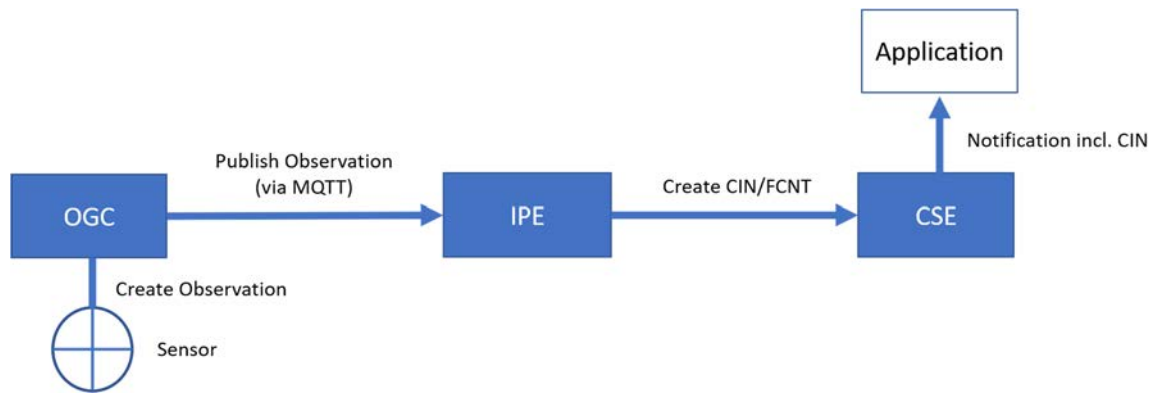 Application
Notification incl. CIN
Publish Observation
(via MQTT)
Create CIN/FCNT
OGC
IPE
CSE
Create Observation
Sensor